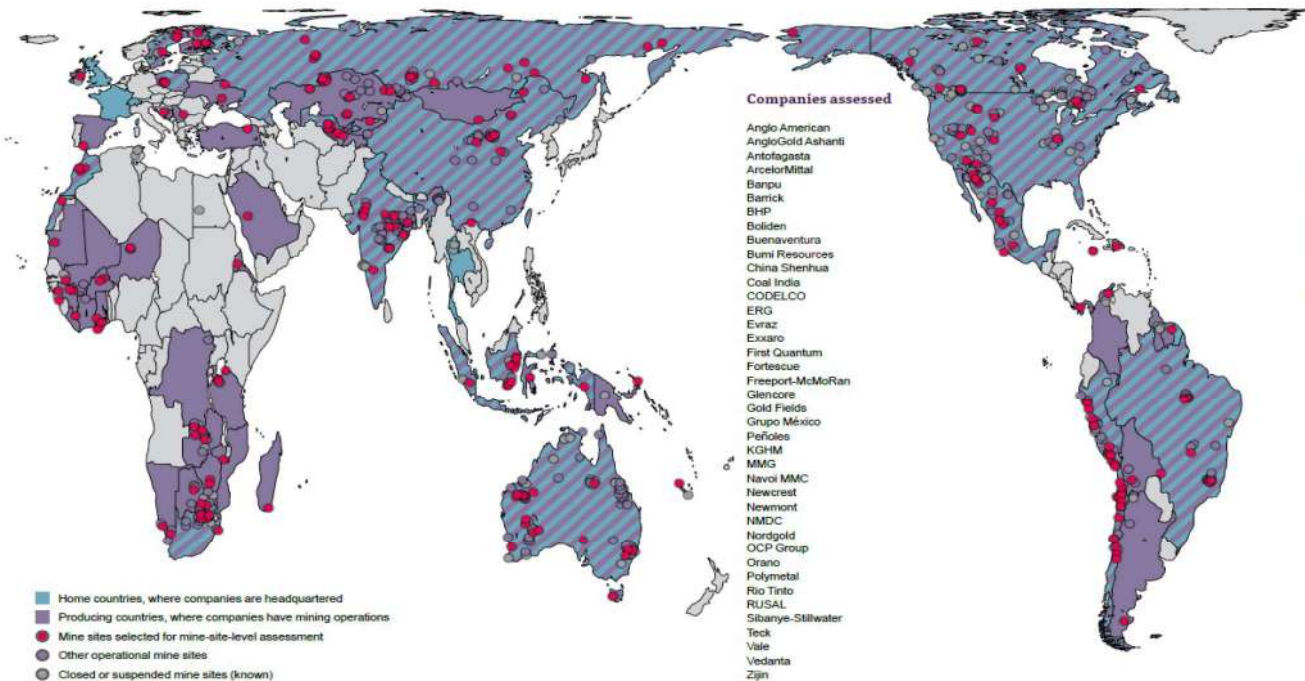 Companies assessed
Anglo American
AngloGold Ashanti
Antofagasta
ArcelorMittal
Banpu
Barrick
BHP
Boliden
Buenaventura
Bumi Resources
China Shenhua
Coal India
CODELCO
ERG
Evraz
Exxaro
First Quantum
Fortescue
Freeport-McMoRan
Glencore
Gold Fields
Grupo México
Peñoles
KGHM
MMG
Navoi MMC
Newcrest
Newmont
NMDC
Nordgold
OCP Group
Orano
Polymetal
Rio Tinto
RUSAL
Sibanye-Stillwater
Teck
Vale
Vedanta
Zijin
Home countries, where companies are headquartered
Producing countries, where companies have mining operations
Mine sites selected for mine-site-level assessment
Other operational mine sites
Closed or suspended mine sites (known)